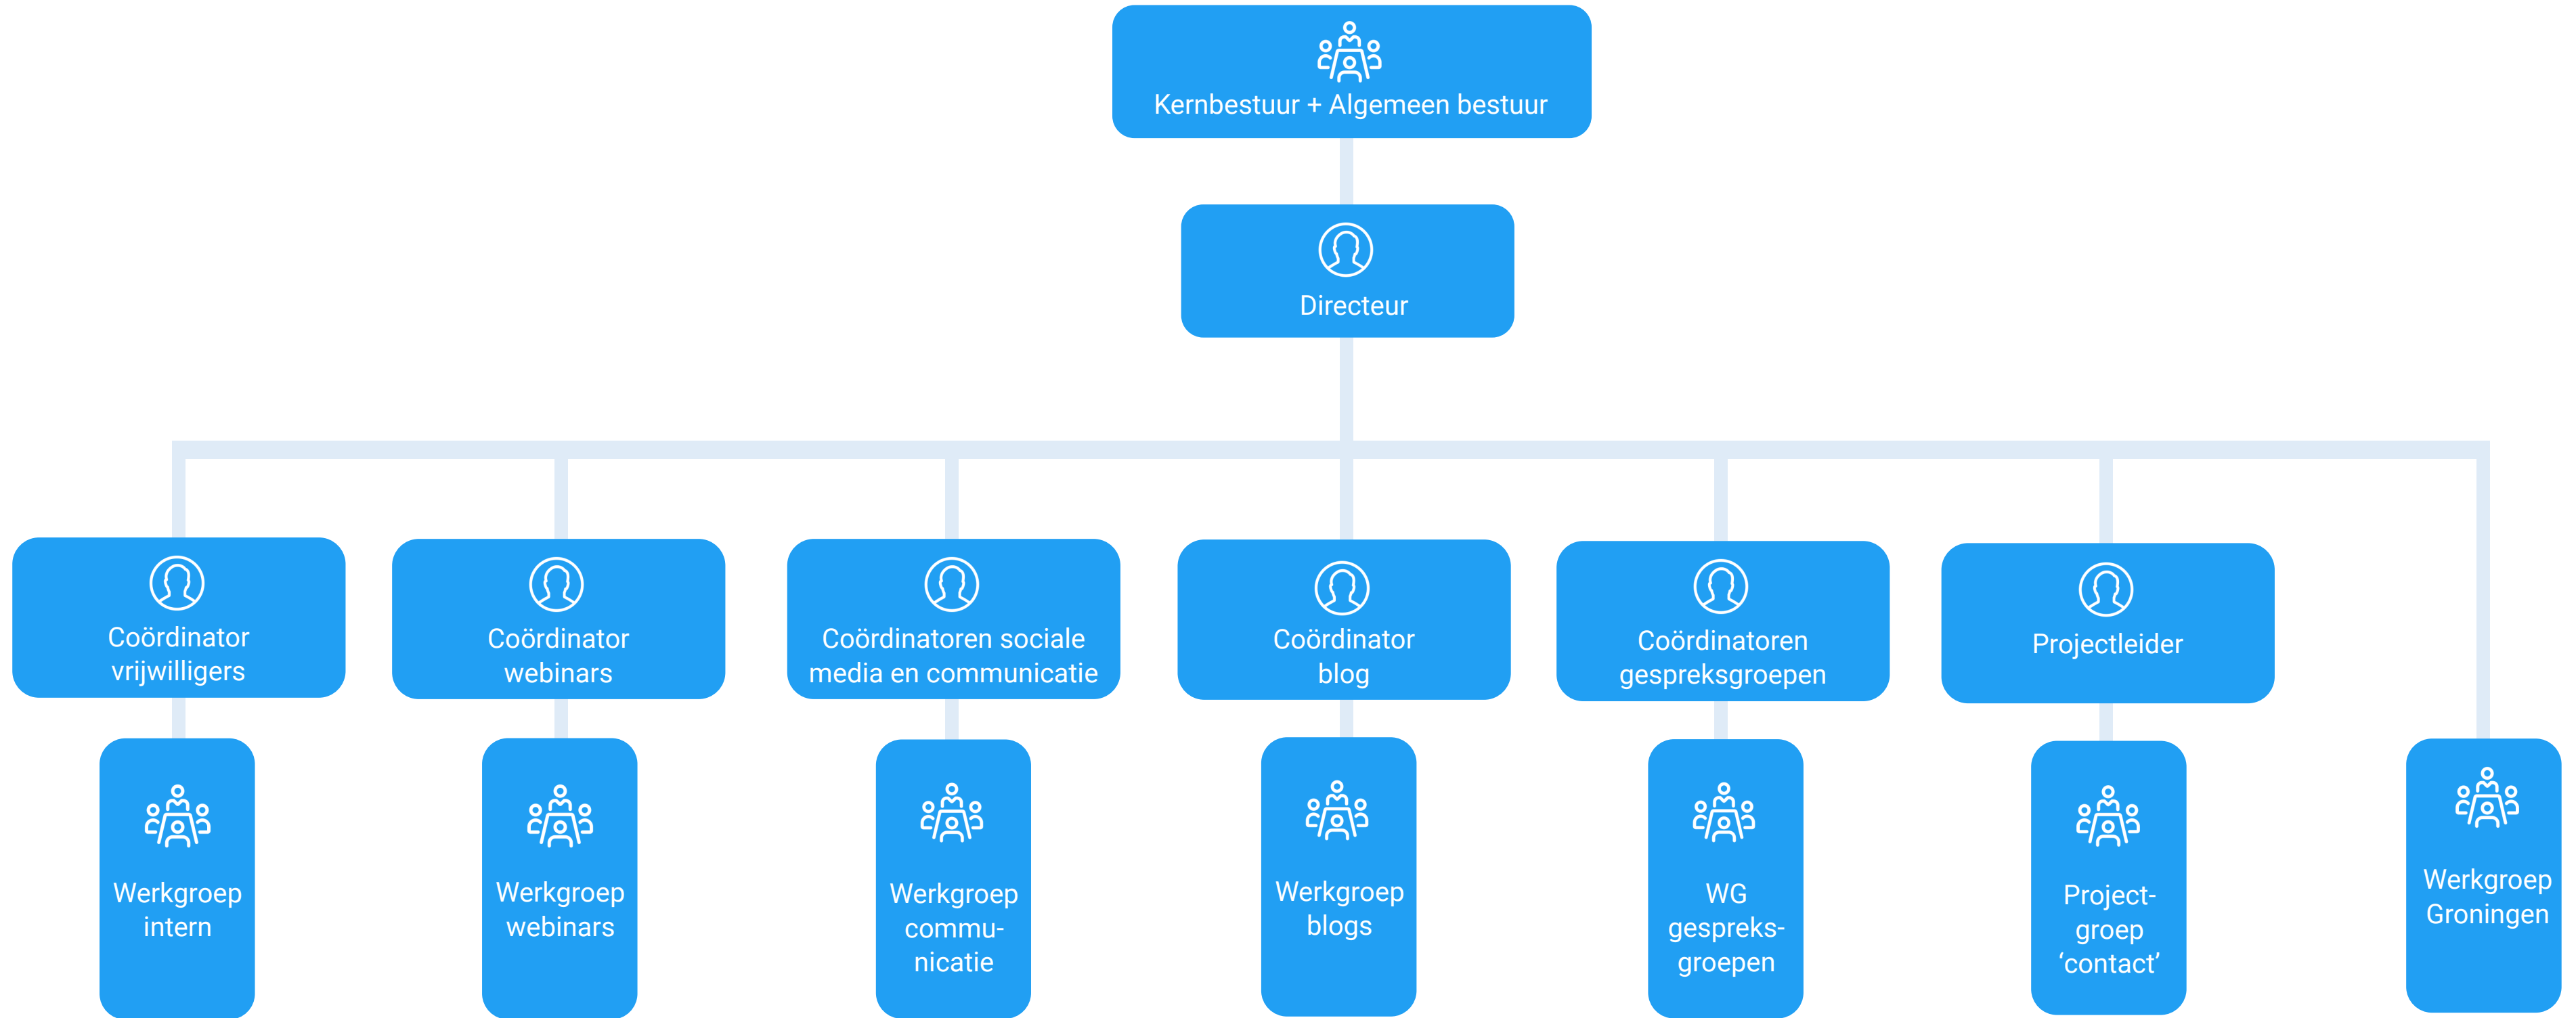 Kernbestuur + Algemeen bestuur
Directeur
Coördinator
vrijwilligers
Coördinator
webinars
Coördinatoren sociale
media en communicatie
Coördinator
blog
Coördinatoren
gespreksgroepen
Projectleider
Werkgroep
intern
Werkgroep
webinars
Werkgroep
commu-
nicatie
Werkgroep
blogs
WG
gespreks-
groepen
Project-
groep
‘contact’
Werkgroep
Groningen